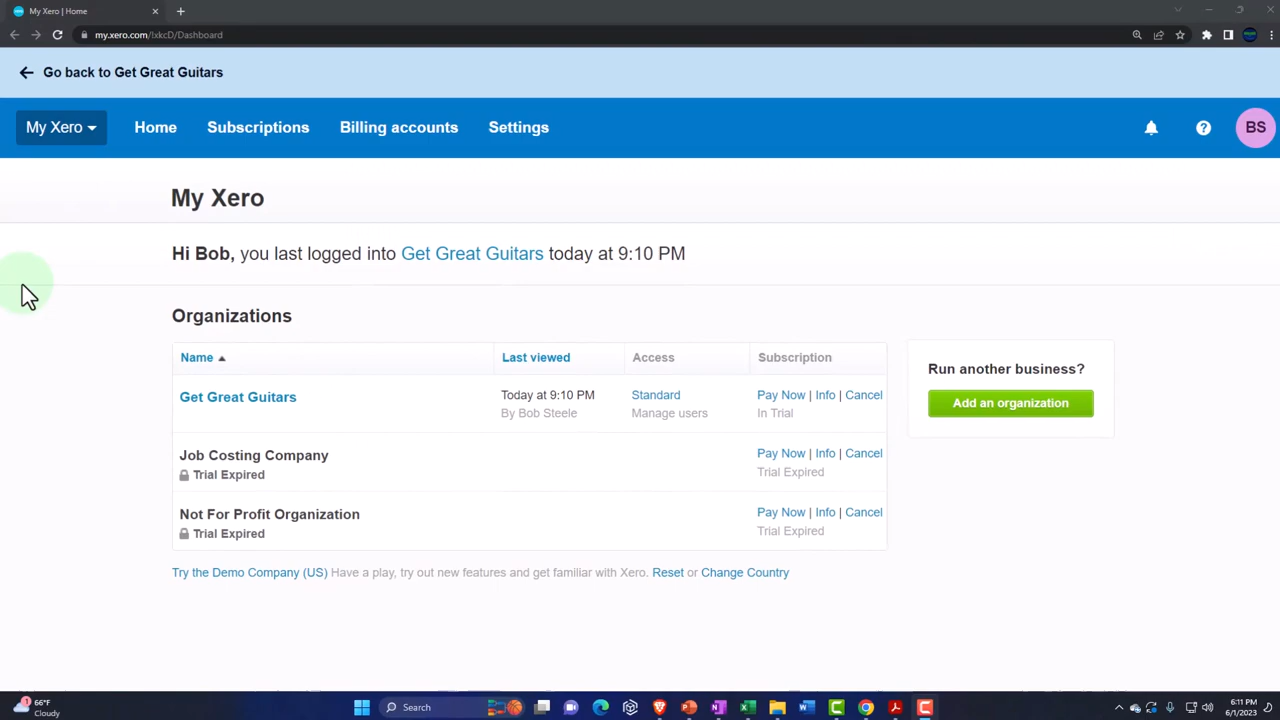 My Xero | Home
my.xero.com/!xkcD/Dashboard
Go back to Get Great Guitars
My Xero
Home
Subscriptions
Billing accounts
Settings
BS
My Xero
Hi Bob, you last logged into Get Great Guitars today at 9:10 PM
Organizations
Name
Last viewed
Access
Subscription
Get Great Guitars
Today at 9:10 PM
Standard
Pay Now | Info | Cancel
By Bob Steele
Manage users
In Trial
Job Costing Company
Pay Now | Info | Cancel
Trial Expired
Trial Expired
Not For Profit Organization
Pay Now | Info | Cancel
Trial Expired
Trial Expired
Run another business?
Add an organization
Try the Demo Company (US) Have a play, try out new features and get familiar with Xero. Reset or Change Country
66°F
Cloudy
Search
6:11 PM
6/1/2023